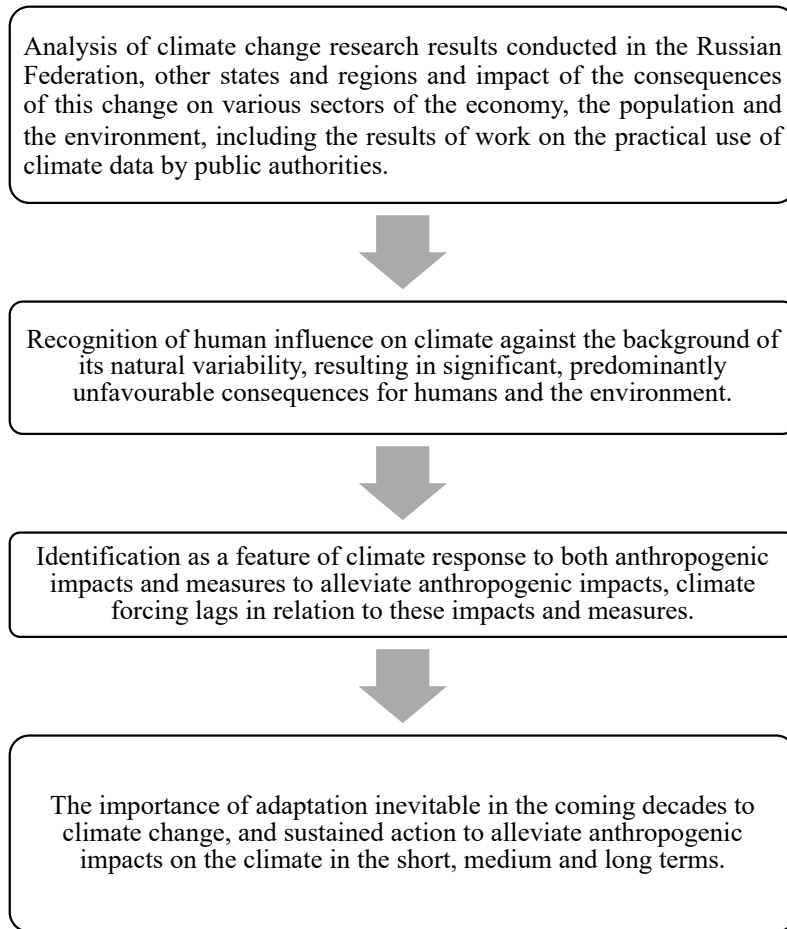 Analysis of climate change research results conducted in the Russian
Federation, other states and regions and impact of the consequences
of this change on various sectors of the economy, the population and
the environment, including the results of work on the practical use of
climate data by public authorities.
Recognition of human influence on climate against the background of
its natural variability, resulting in significant, predominantly
unfavourable consequences for humans and the environment.
Identification as a feature of climate response to both anthropogenic
impacts and measures to alleviate anthropogenic impacts, climate
forcing lags in relation to these impacts and measures.
The importance of adaptation inevitable in the coming decades to
climate change, and sustained action to alleviate anthropogenic
impacts on the climate in the short, medium and long terms.